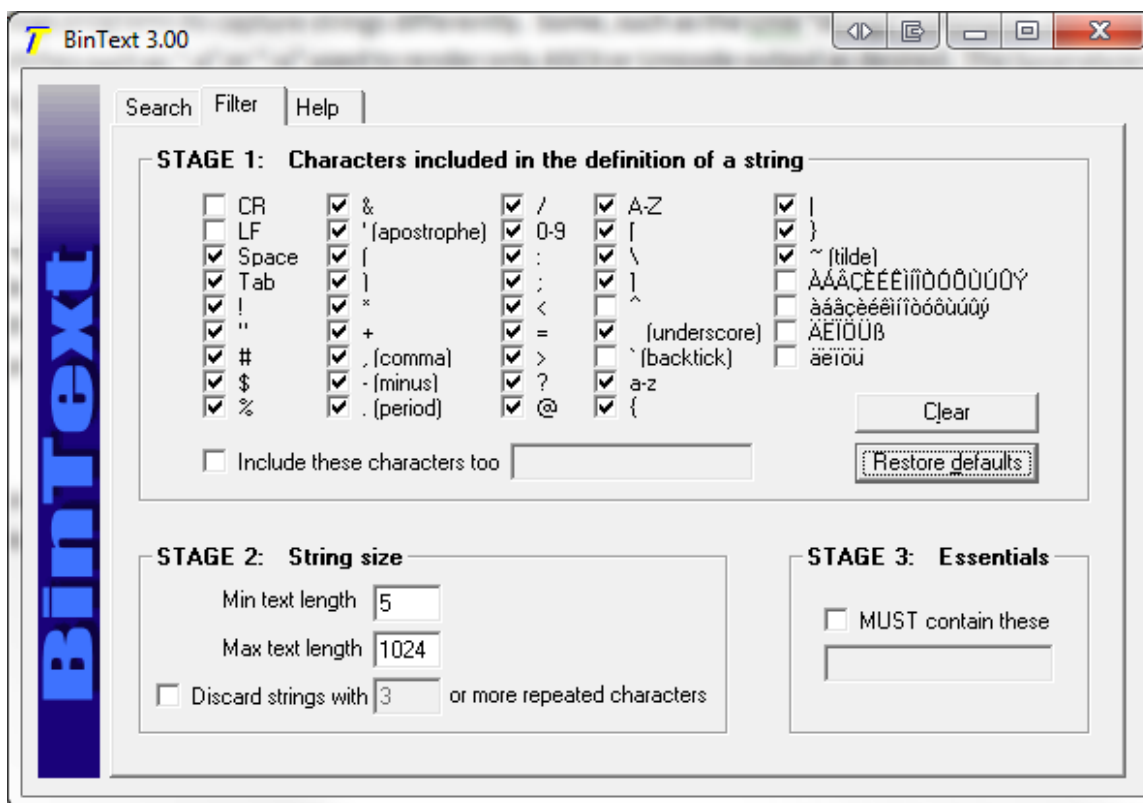 BinText 3.00
Search Filter Help
STAGE 1: Characters included in the definition of a string
CR & / A-Z |
LF ' (apostrophe) 0-9 [ }
Space ( : \ ~ (tilde)
Tab ) ; ] ÀÁÂÇÈÉÊÌÍÎÒÓÔÙÚÛÝ
! * < ^ àáâçèéêìíîòóôùúûý
" + = (underscore) ÄËÏÖÜß
# , (comma) > ` (backtick) äëïöü
$ - (minus) ? a-z
% . (period) @ {
Clear
Include these characters too
Restore defaults
STAGE 2: String size
Min text length 5
Max text length 1024
Discard strings with 3 or more repeated characters
STAGE 3: Essentials
MUST contain these
BinText